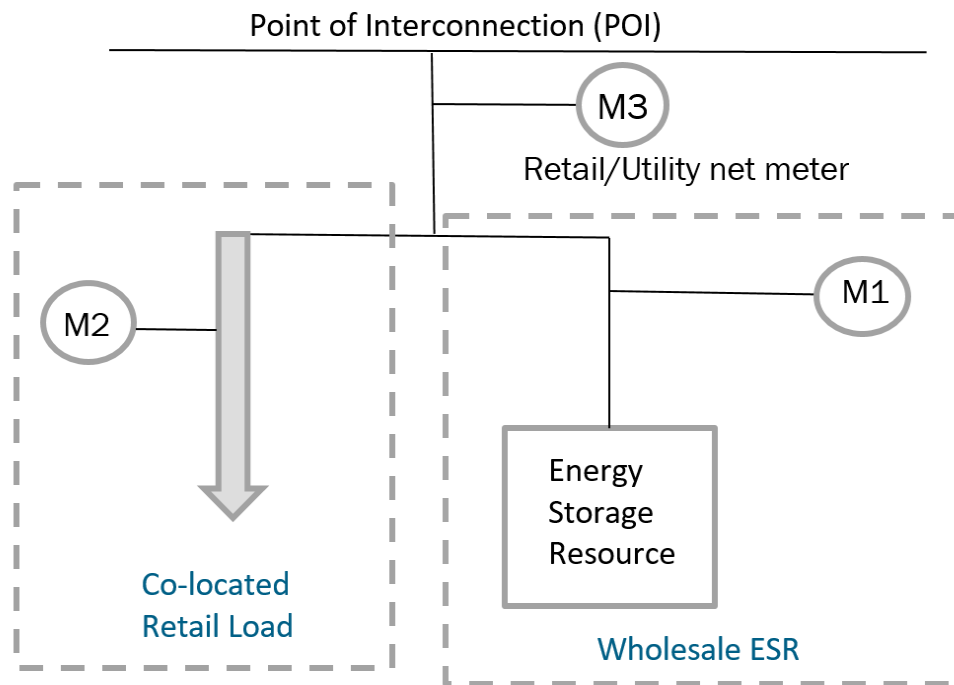 Point of Interconnection (POI)
M3
Retail/Utility net meter
M2
M1
Energy
Storage
Resource
Co-located
Retail Load
Wholesale ESR